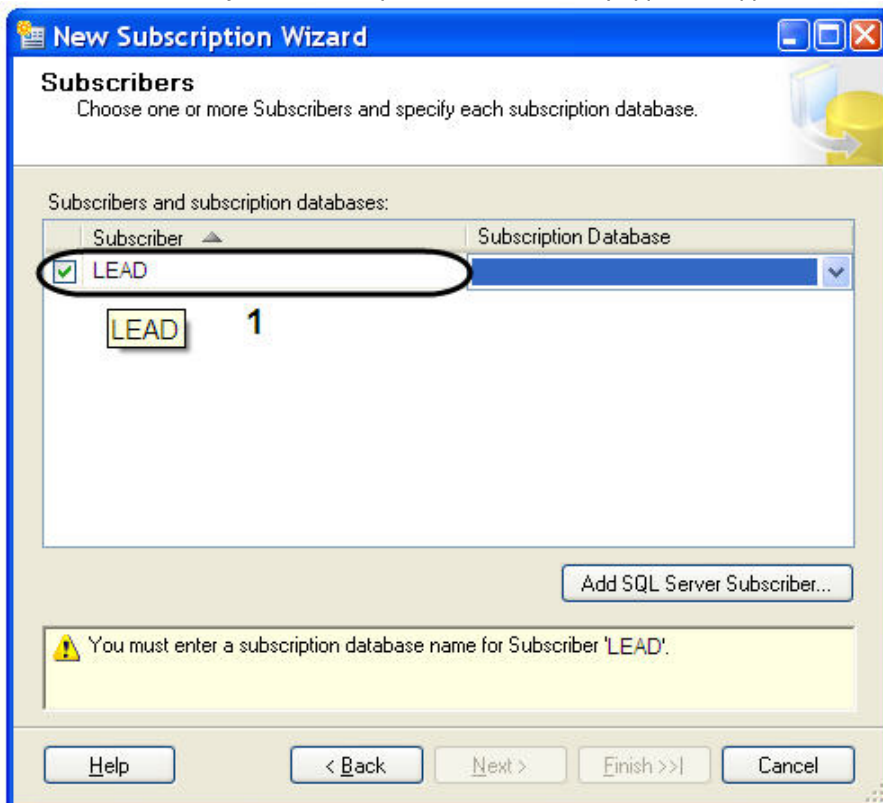 New Subscription Wizard
Subscribers
Choose one or more Subscribers and specify each subscription database.
Subscribers and subscription databases:
Subscriber Subscription Database
LEAD
LEAD 1
Add SQL Server Subscriber...
You must enter a subscription database name for Subscriber 'LEAD'.
Help < Back Next > Finish >>| Cancel